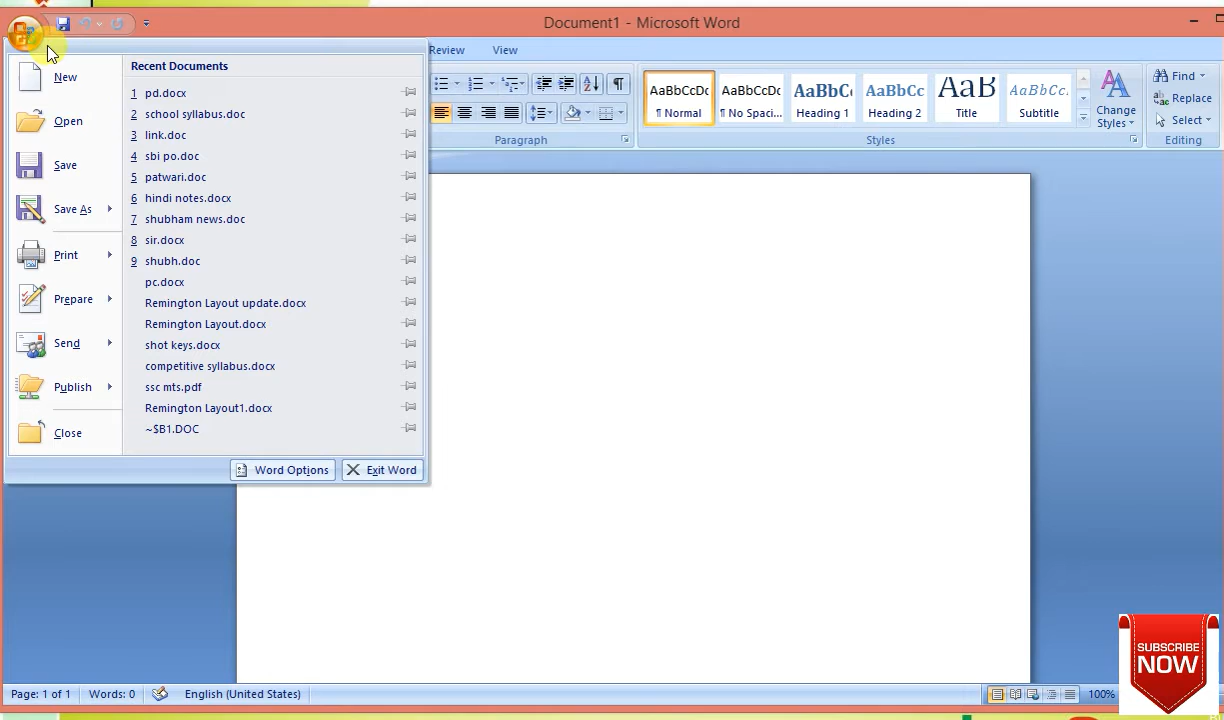 Document1 - Microsoft Word
Review View
New
Open
Save
Save As
Print
Prepare
Send
Publish
Close
Recent Documents
1 pd.docx
2 school syllabus.doc
3 link.doc
4 sbi po.doc
5 patwari.doc
6 hindi notes.docx
7 shubham news.doc
8 sir.docx
9 shubh.doc
pc.docx
Remington Layout update.docx
Remington Layout.docx
shot keys.docx
competitive syllabus.docx
ssc mts.pdf
Remington Layout1.docx
~$B1.DOC
Word Options Exit Word
Paragraph
AaBbCcDc AaBbCcDc AaBbC AaBbCc AaB AaBbCc.
¶ Normal ¶ No Spaci... Heading 1 Heading 2 Title Subtitle
Change
Styles
Styles
Find
Replace
Select
Editing
Page: 1 of 1 Words: 0 English (United States) 100%
SUBSCRIBE
NOW